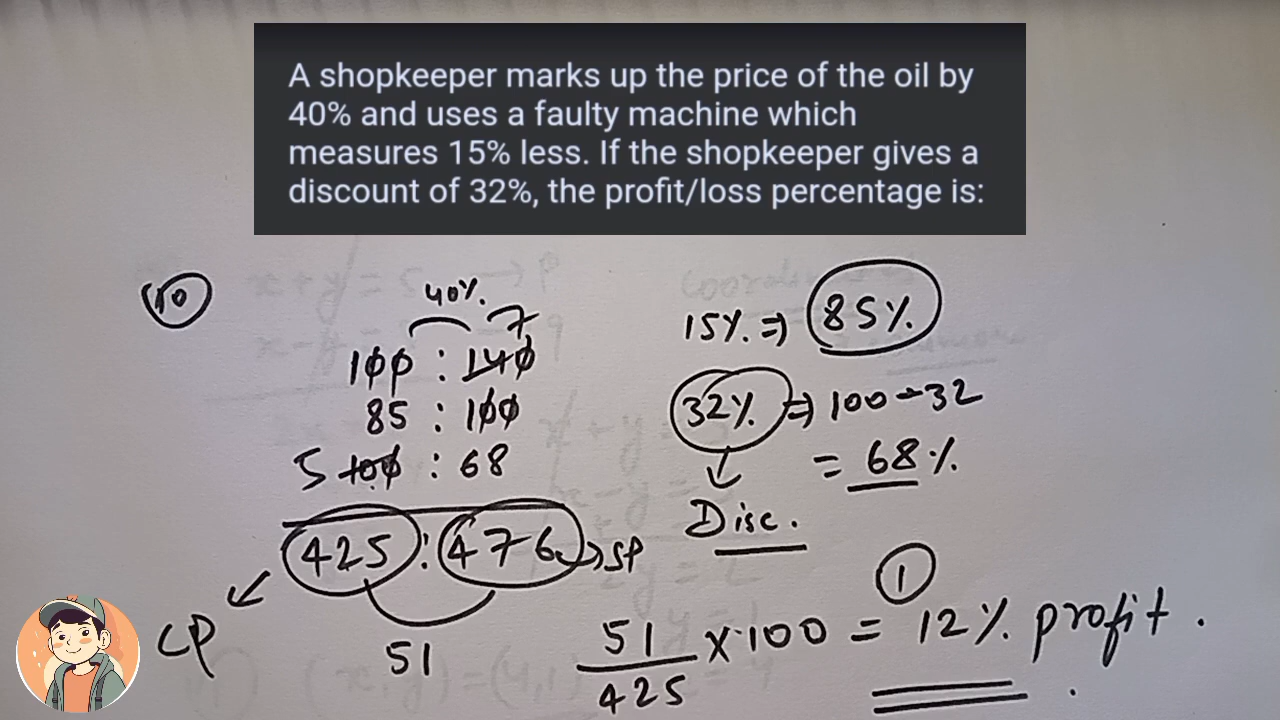 A shopkeeper marks up the price of the oil by
40% and uses a faulty machine which
measures 15% less. If the shopkeeper gives a
discount of 32%, the profit/loss percentage is:
40%.
7
100 : 140
85 : 100
5 100 : 68
425 : 476 → SP
CP
51
15% ⇒ 85%
32% ⇒ 100 - 32
= 68%
Disc.
1
51/425 × 100 = 12% profit.